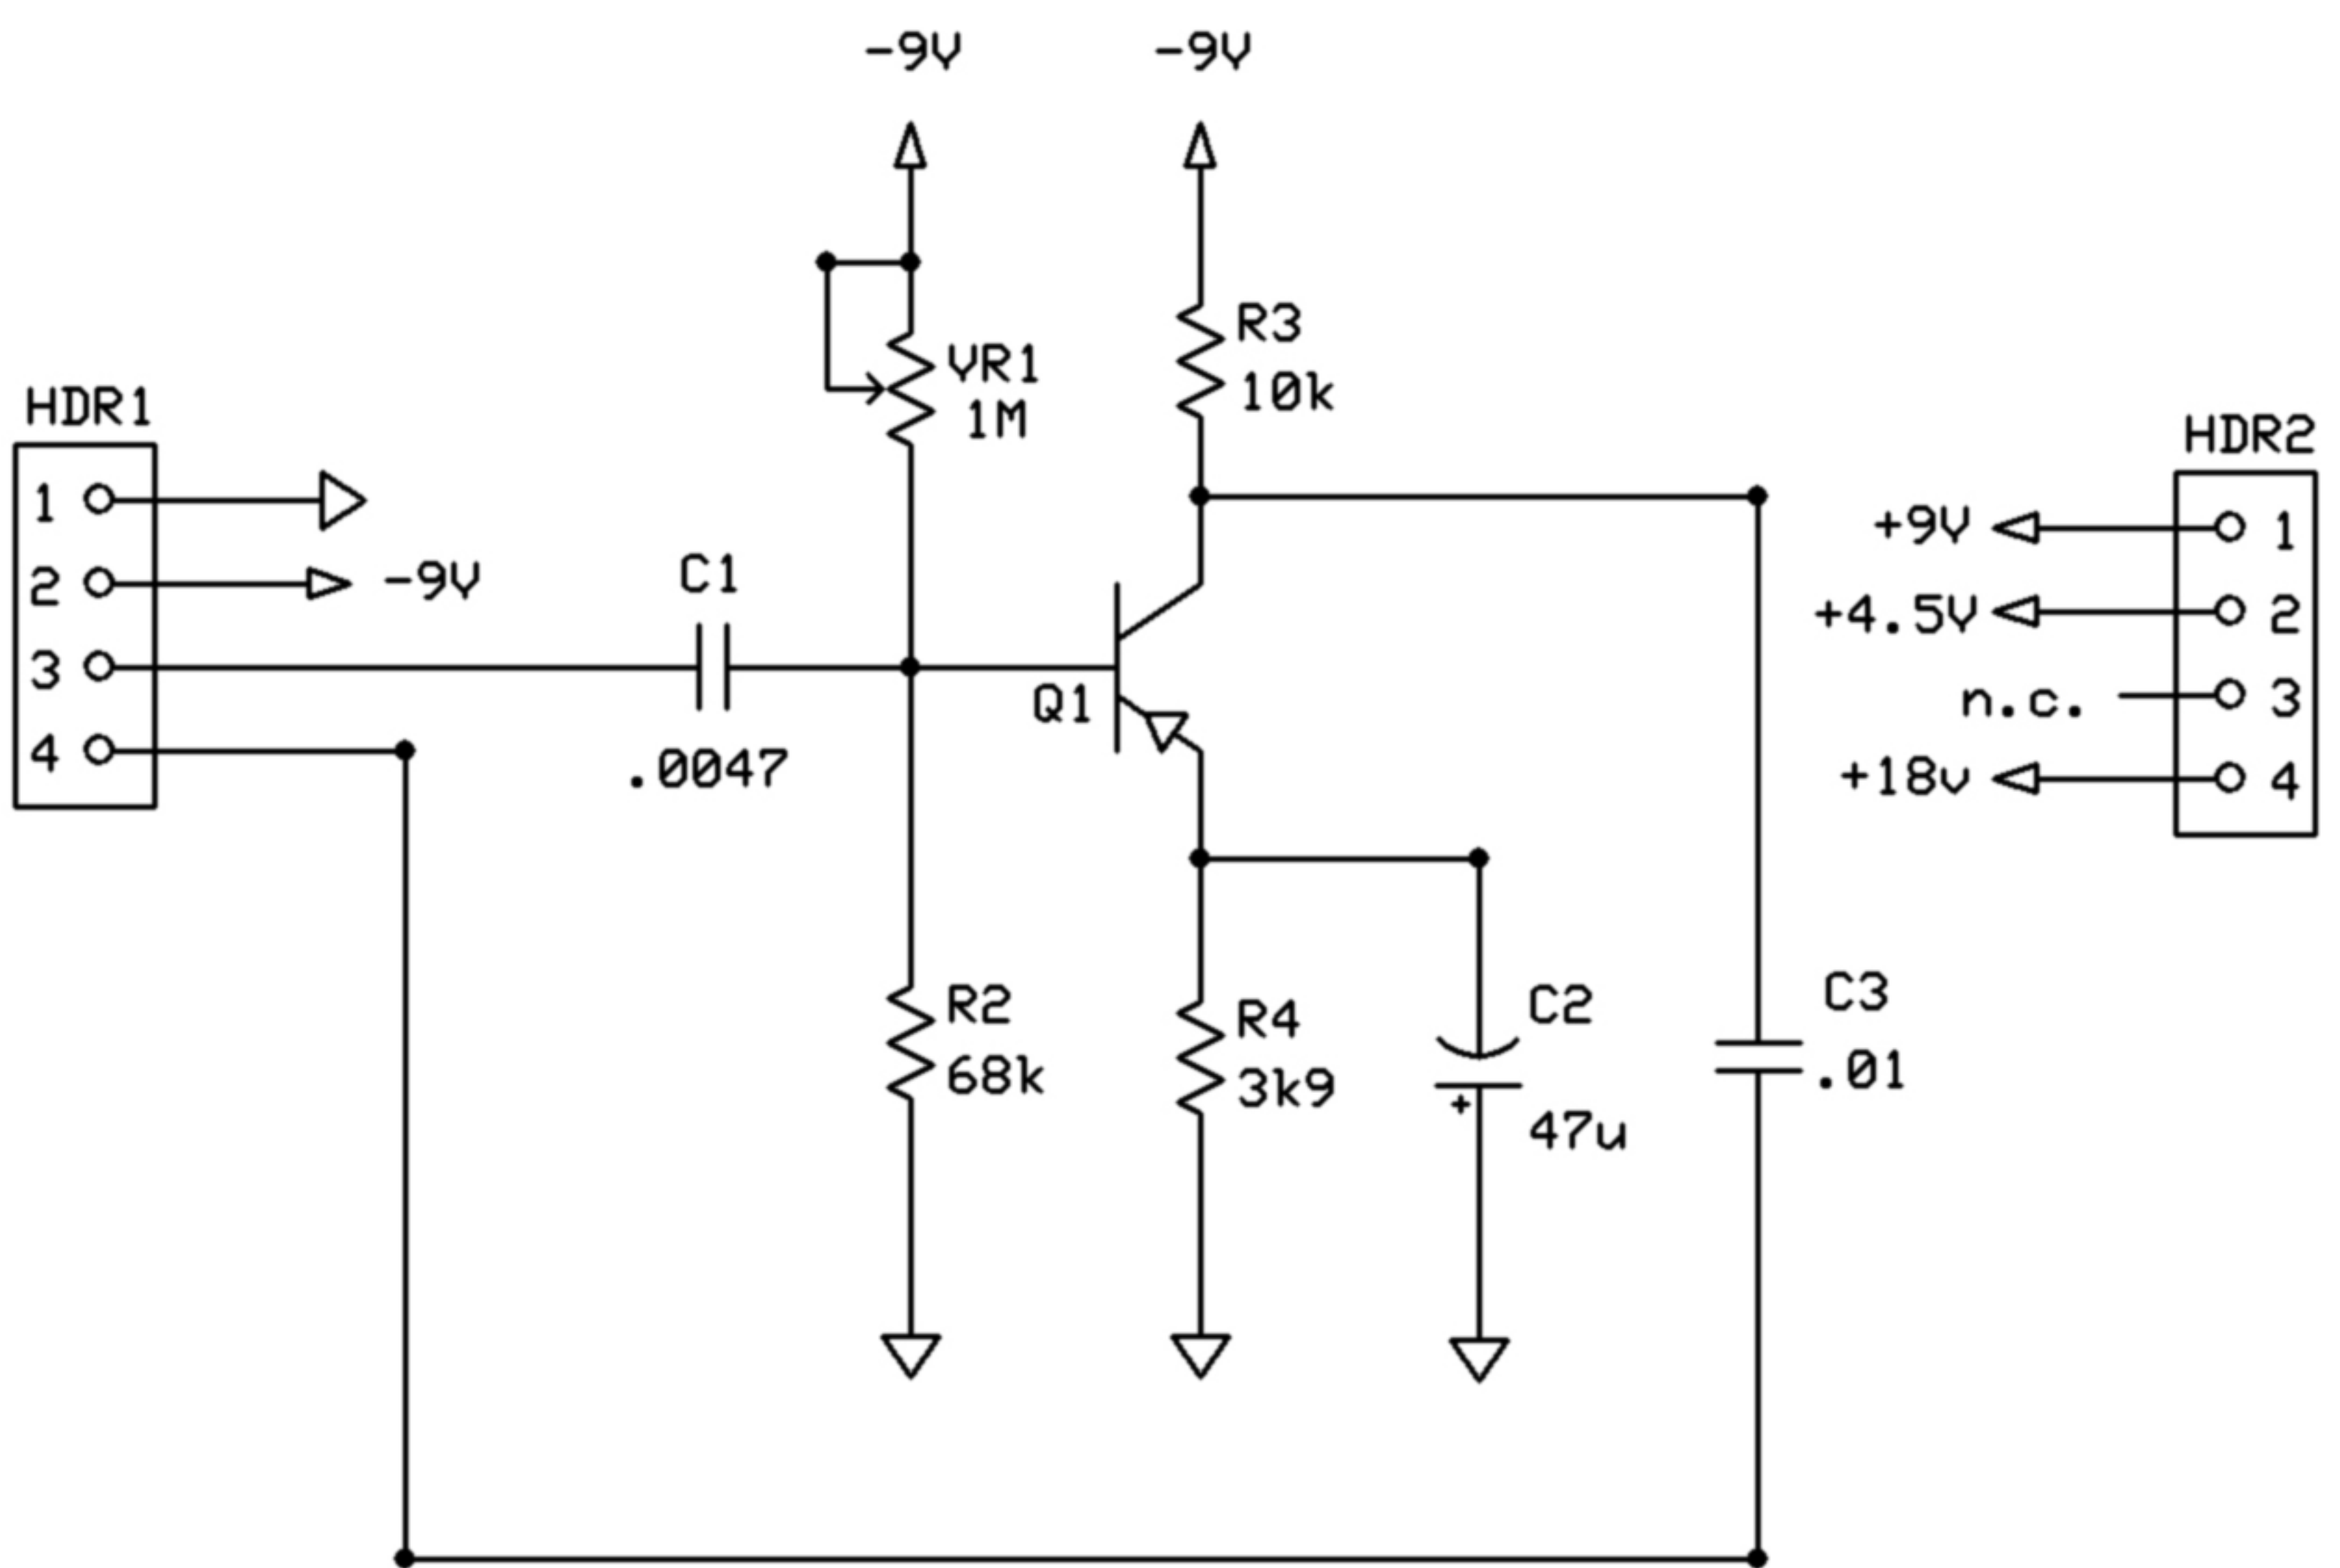 -9V
-9V
HDR1
1
2
3
4
-9V
C1
.0047
VR1
1M
R3
10k
Q1
R2
68k
R4
3k9
C2
+
47u
C3
.01
HDR2
+9V
1
+4.5V
2
n.c.
3
+18v
4